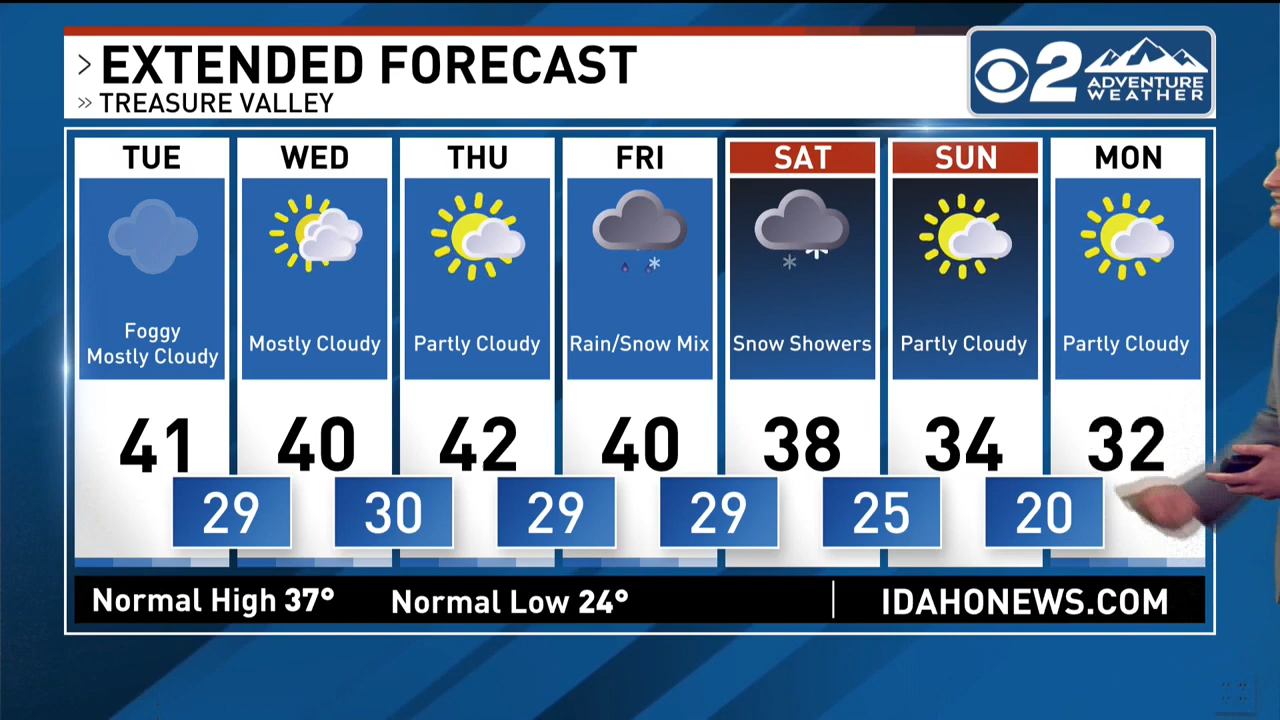 EXTENDED FORECAST
TREASURE VALLEY
2 ADVENTURE
WEATHER
TUE WED THU FRI SAT SUN MON
Foggy
Mostly Cloudy Mostly Cloudy Partly Cloudy Rain/Snow Mix Snow Showers Partly Cloudy Partly Cloudy
41 40 42 40 38 34 32
29 30 29 29 25 20
Normal High 37° Normal Low 24° IDAHONEWS.COM